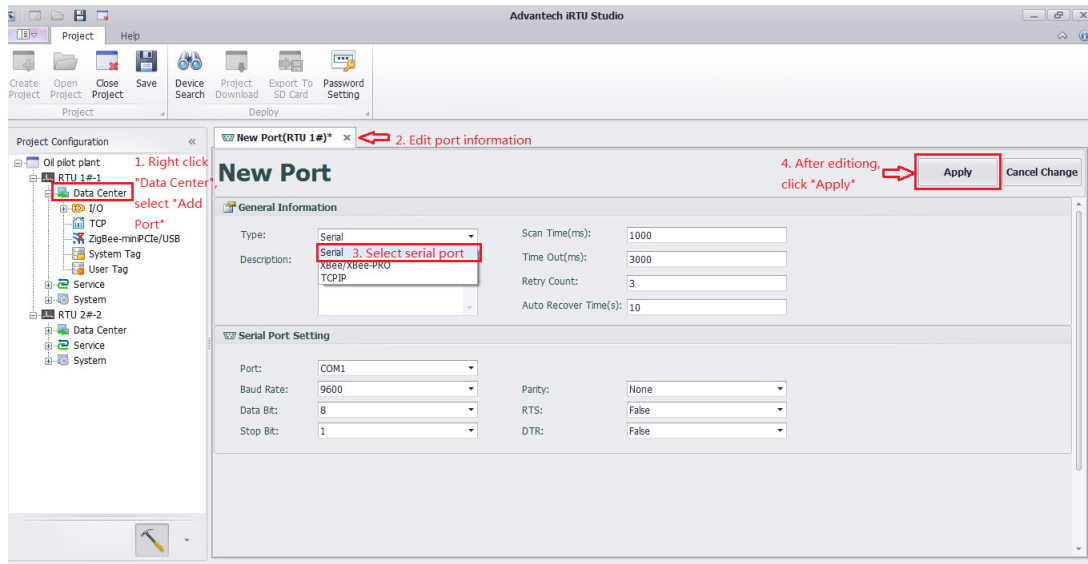 Advantech iRTU Studio
Project Help
Create Project
Open Project
Close Project
Save
Device Search
Project Download
Export To SD Card
Password Setting
Project
Deploy
Project Configuration «
Oil pilot plant
RTU 1#-1
Data Center
I/O
TCP
ZigBee-miniPCIe/USB
System Tag
User Tag
Service
System
RTU 2#-2
Data Center
Service
System
1. Right click
"Data Center",
select "Add
Port"
New Port(RTU 1#)* x
2. Edit port information
New Port
4. After editiong,
click "Apply"
Apply
Cancel Change
General Information
Type: Serial
Serial 3. Select serial port
XBee/XBee-PRO
TCPIP
Description:
Scan Time(ms): 1000
Time Out(ms): 3000
Retry Count: 3
Auto Recover Time(s): 10
Serial Port Setting
Port: COM1
Baud Rate: 9600 Parity: None
Data Bit: 8 RTS: False
Stop Bit: 1 DTR: False